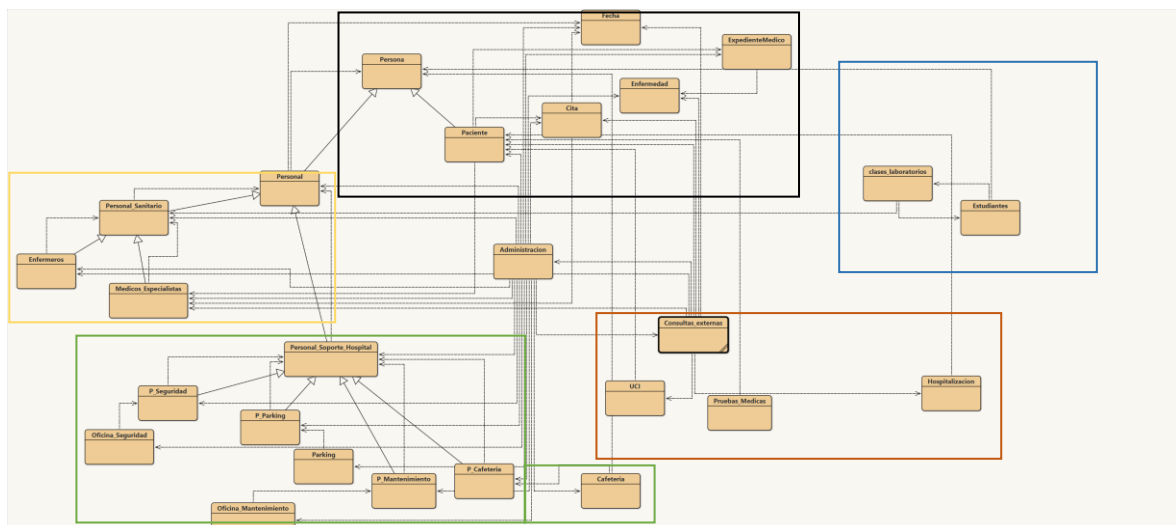 Fecha
ExpedienteMedico
Persona
Enfermedad
Cita
Paciente
clases_laboratorios
Personal
Personal_Sanitario
Estudiantes
Administracion
Enfermeros
Medicos_Especialistas
Consultas_externas
Personal_Soporte_Hospital
Hospitalizacion
UCI
P_Seguridad
Pruebas_Medicas
P_Parking
Oficina_Seguridad
Parking
P_Cafeteria
P_Mantenimiento
Cafeteria
Oficina_Mantenimiento